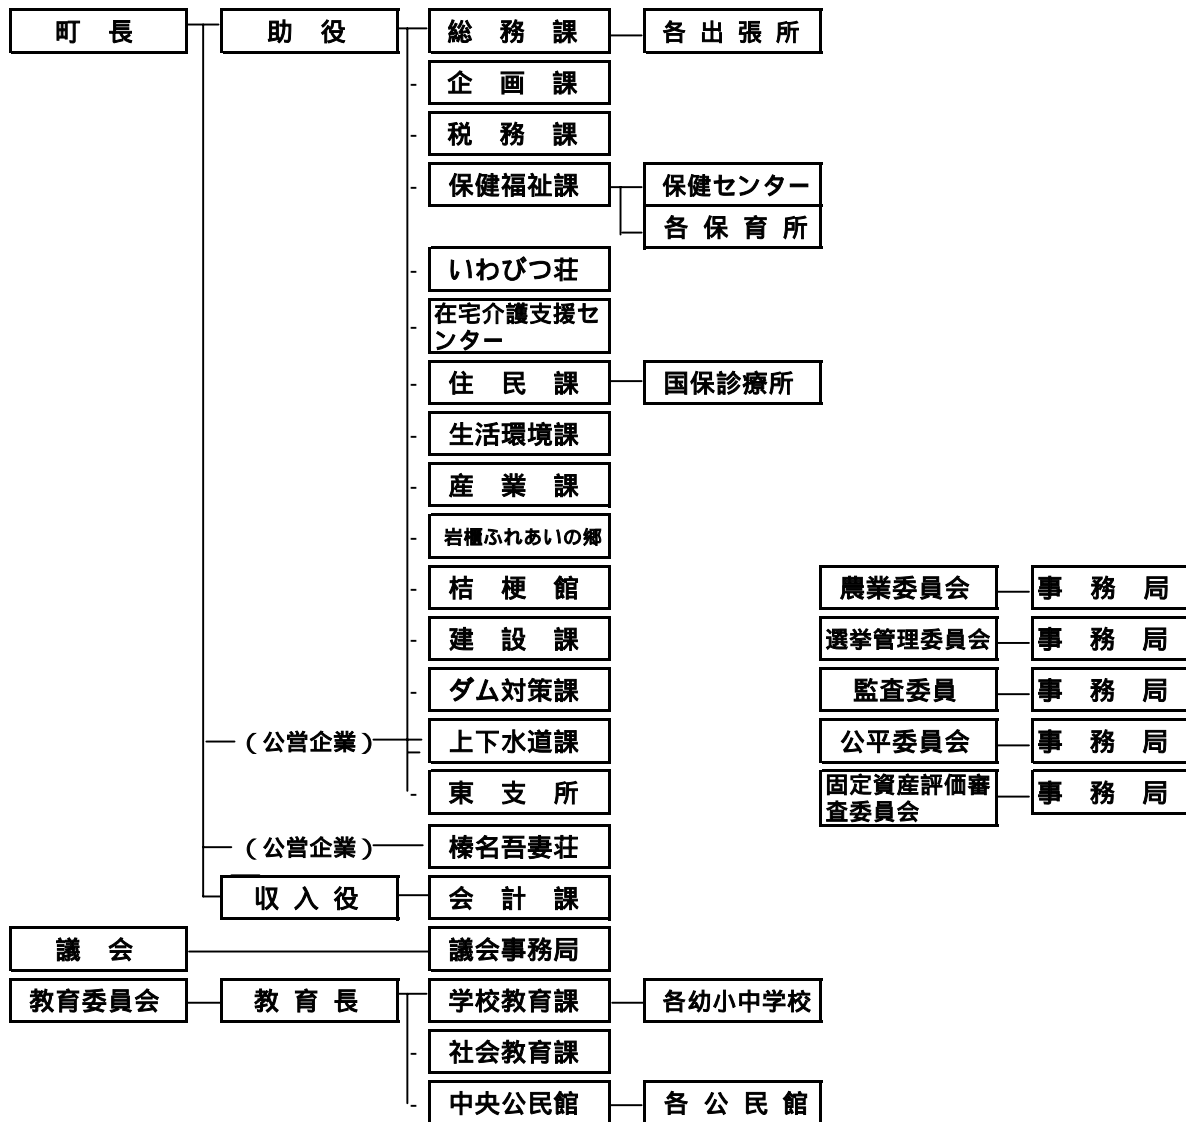 町 長 助 役 総 務 課 各 出 張 所
企 画 課
税 務 課
保健福祉課 保健センター
各 保 育 所
いわびつ荘
在宅介護支援セ
ンター
住 民 課 国保診療所
生活環境課
産 業 課
岩櫃ふれあいの郷
桔 梗 館 農業委員会 事 務 局
建 設 課 選挙管理委員会 事 務 局
ダム対策課 監査委員 事 務 局
(公営企業) 上下水道課 公平委員会 事 務 局
東 支 所 固定資産評価審
査委員会 事 務 局
(公営企業) 榛名吾妻荘
収 入 役 会 計 課
議 会 議会事務局
教育委員会 教 育 長 学校教育課 各幼小中学校
社会教育課
中央公民館 各 公 民 館